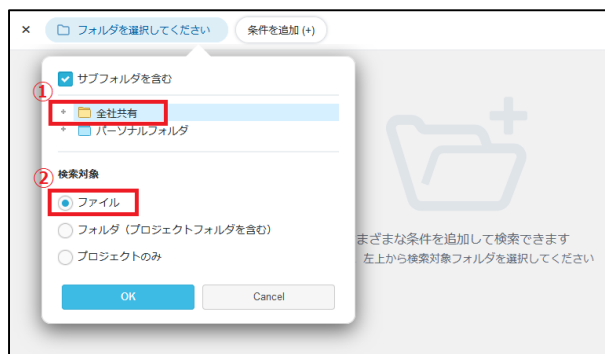 × フォルダを選択してください 条件を追加 (+)
サブフォルダを含む
①
+ 全社共有
+ パーソナルフォルダ
② 検索対象
ファイル
フォルダ（プロジェクトフォルダを含む）
プロジェクトのみ
OK Cancel
まざまな条件を追加して検索できます
左上から検索対象フォルダを選択してください